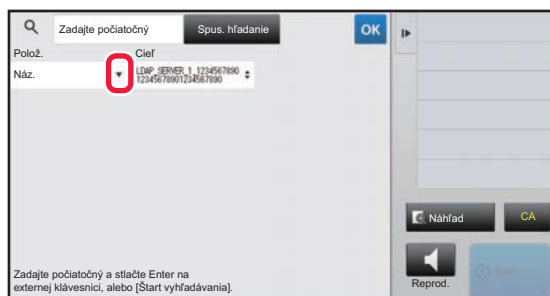 Zadajte počiatočný
Spus. hľadanie
OK
Polož.
Cieľ
Náz.
LDAP_SERVER_1_1234567890
12345678901234567890
Náhľad
CA
Reprod.
Štart
Zadajte počiatočný a stlačte Enter na
externej klávesnici, alebo [Štart vyhľadávania].